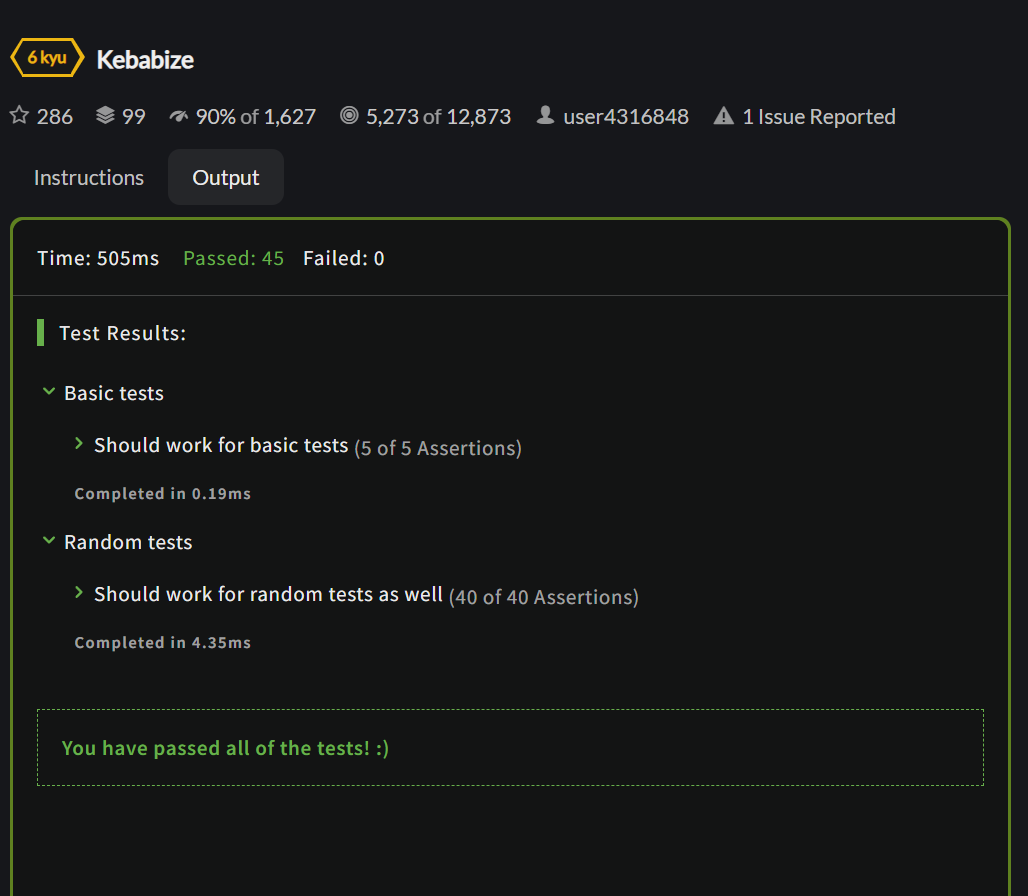 6 kyu Kebabize
286 99 90% of 1,627 5,273 of 12,873 user4316848 1 Issue Reported
Instructions Output
Time: 505ms Passed: 45 Failed: 0
Test Results:
Basic tests
Should work for basic tests (5 of 5 Assertions)
Completed in 0.19ms
Random tests
Should work for random tests as well (40 of 40 Assertions)
Completed in 4.35ms
You have passed all of the tests! :)